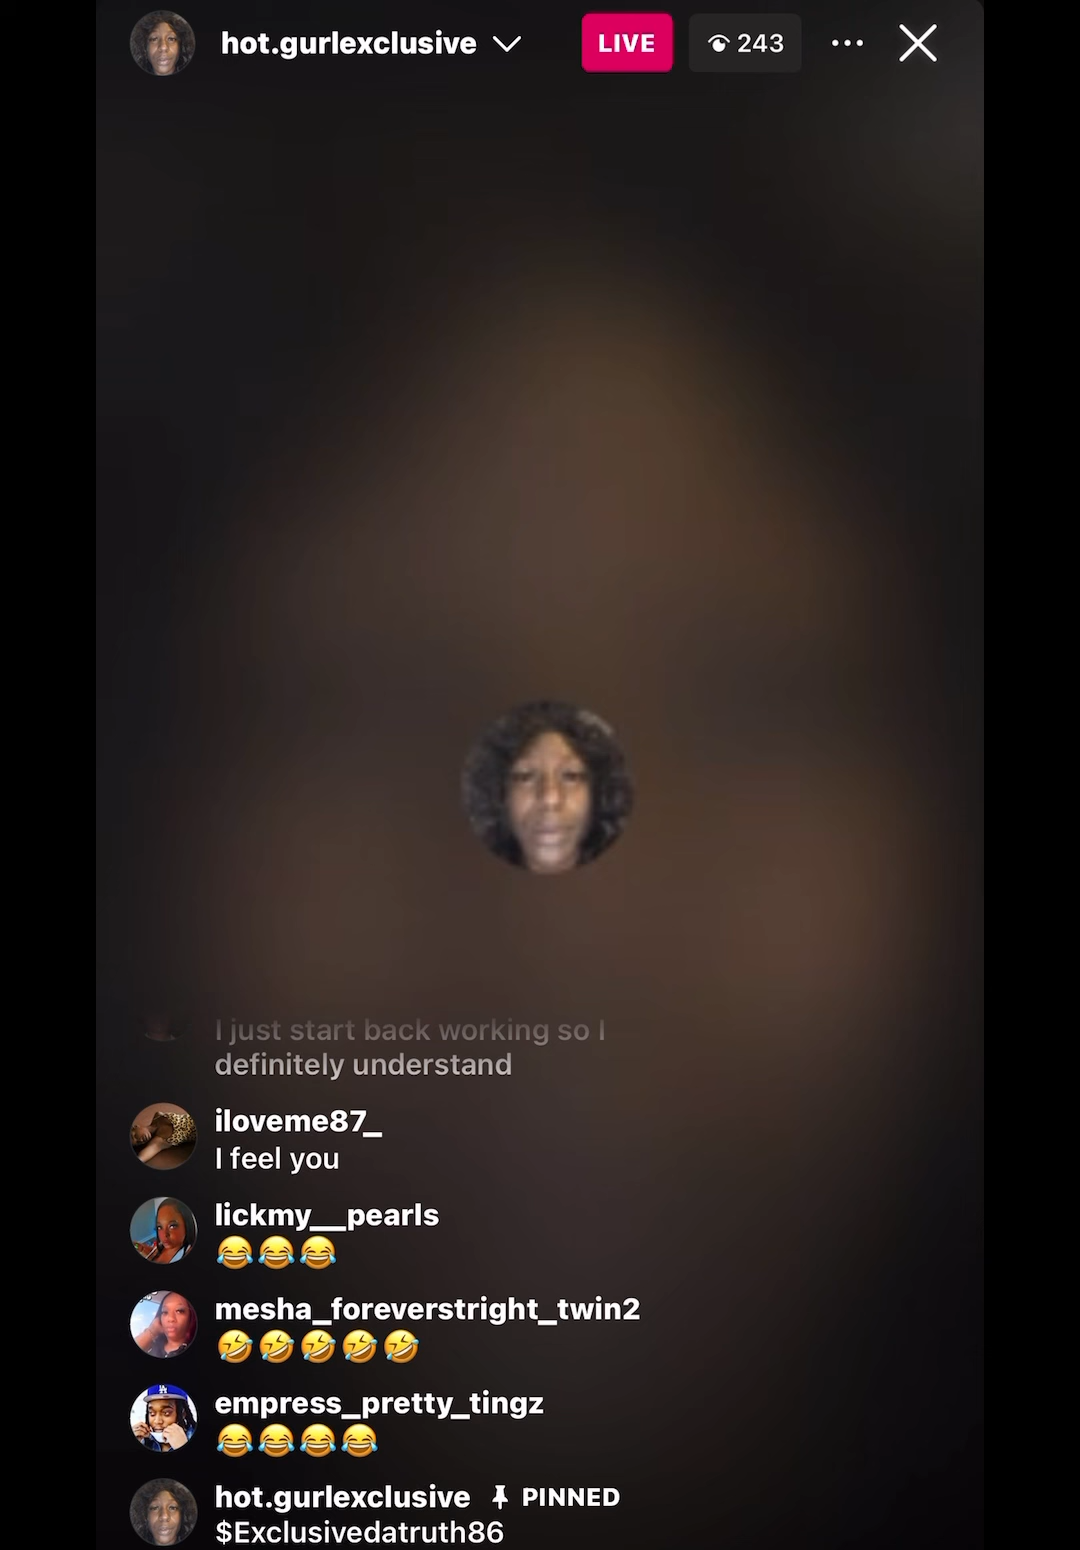 hot.gurlexclusive
LIVE
243
I just start back working so I
definitely understand
iloveme87_
I feel you
lickmy__pearls
😂😂😂
mesha_foreverstright_twin2
🤣🤣🤣🤣🤣
empress_pretty_tingz
😂😂😂😂
hot.gurlexclusive PINNED
$Exclusivedatruth86